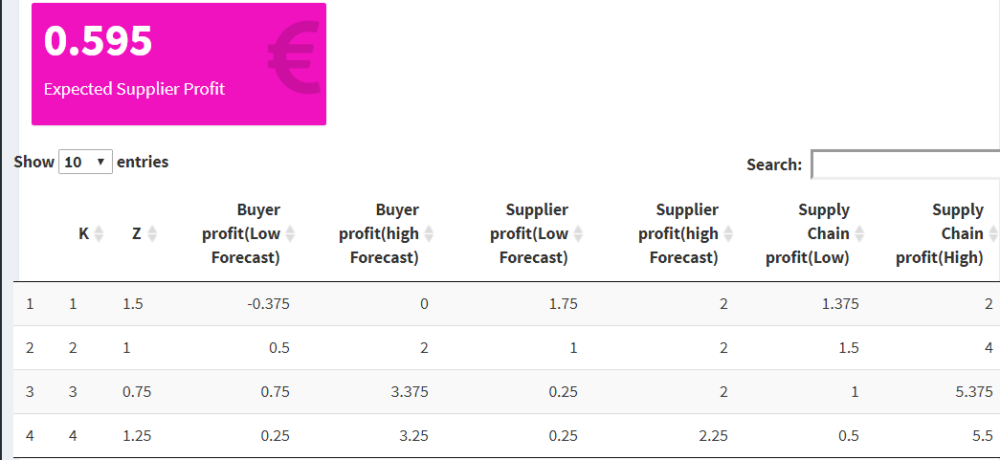 0.595 €
Expected Supplier Profit
Show 10 entries Search:
K Z Buyer profit(Low Forecast) Buyer profit(high Forecast) Supplier profit(Low Forecast) Supplier profit(high Forecast) Supply Chain profit(Low) Supply Chain profit(High)
1 1 1.5 -0.375 0 1.75 2 1.375 2
2 2 1 0.5 2 1 2 1.5 4
3 3 0.75 0.75 3.375 0.25 2 1 5.375
4 4 1.25 0.25 3.25 0.25 2.25 0.5 5.5